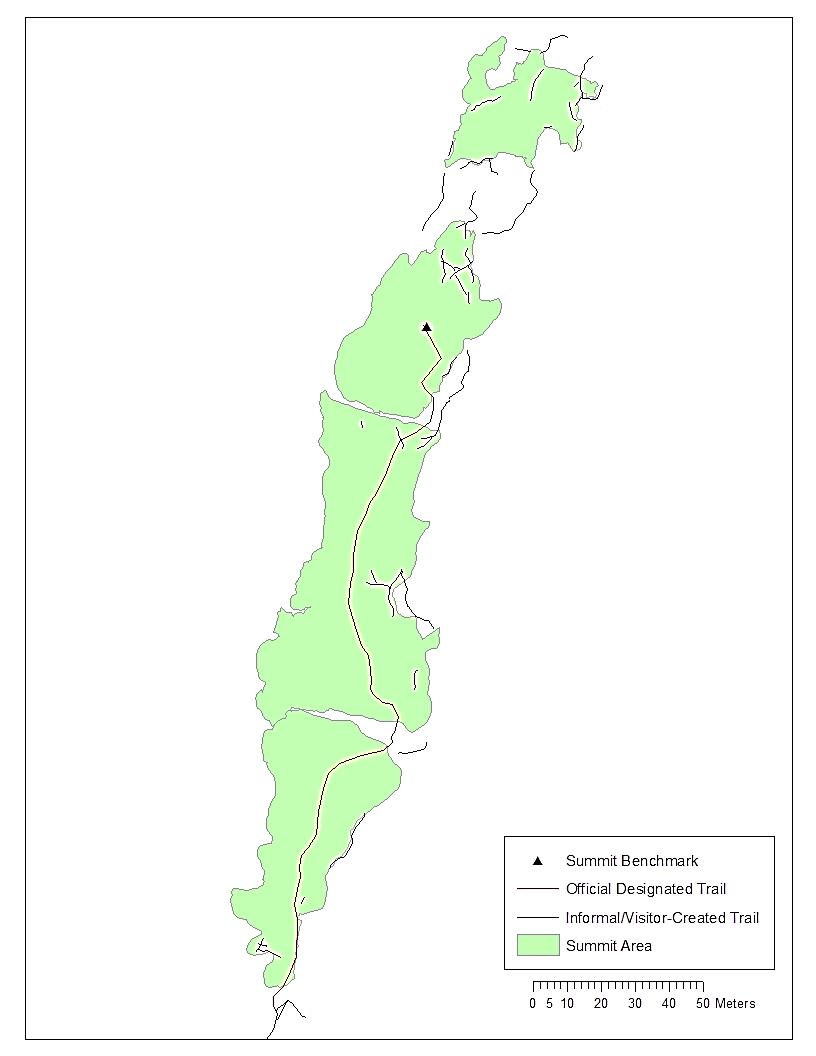 Summit Benchmark
Official Designated Trail
Informal/Visitor-Created Trail
Summit Area
0 5 10 20 30 40 50 Meters